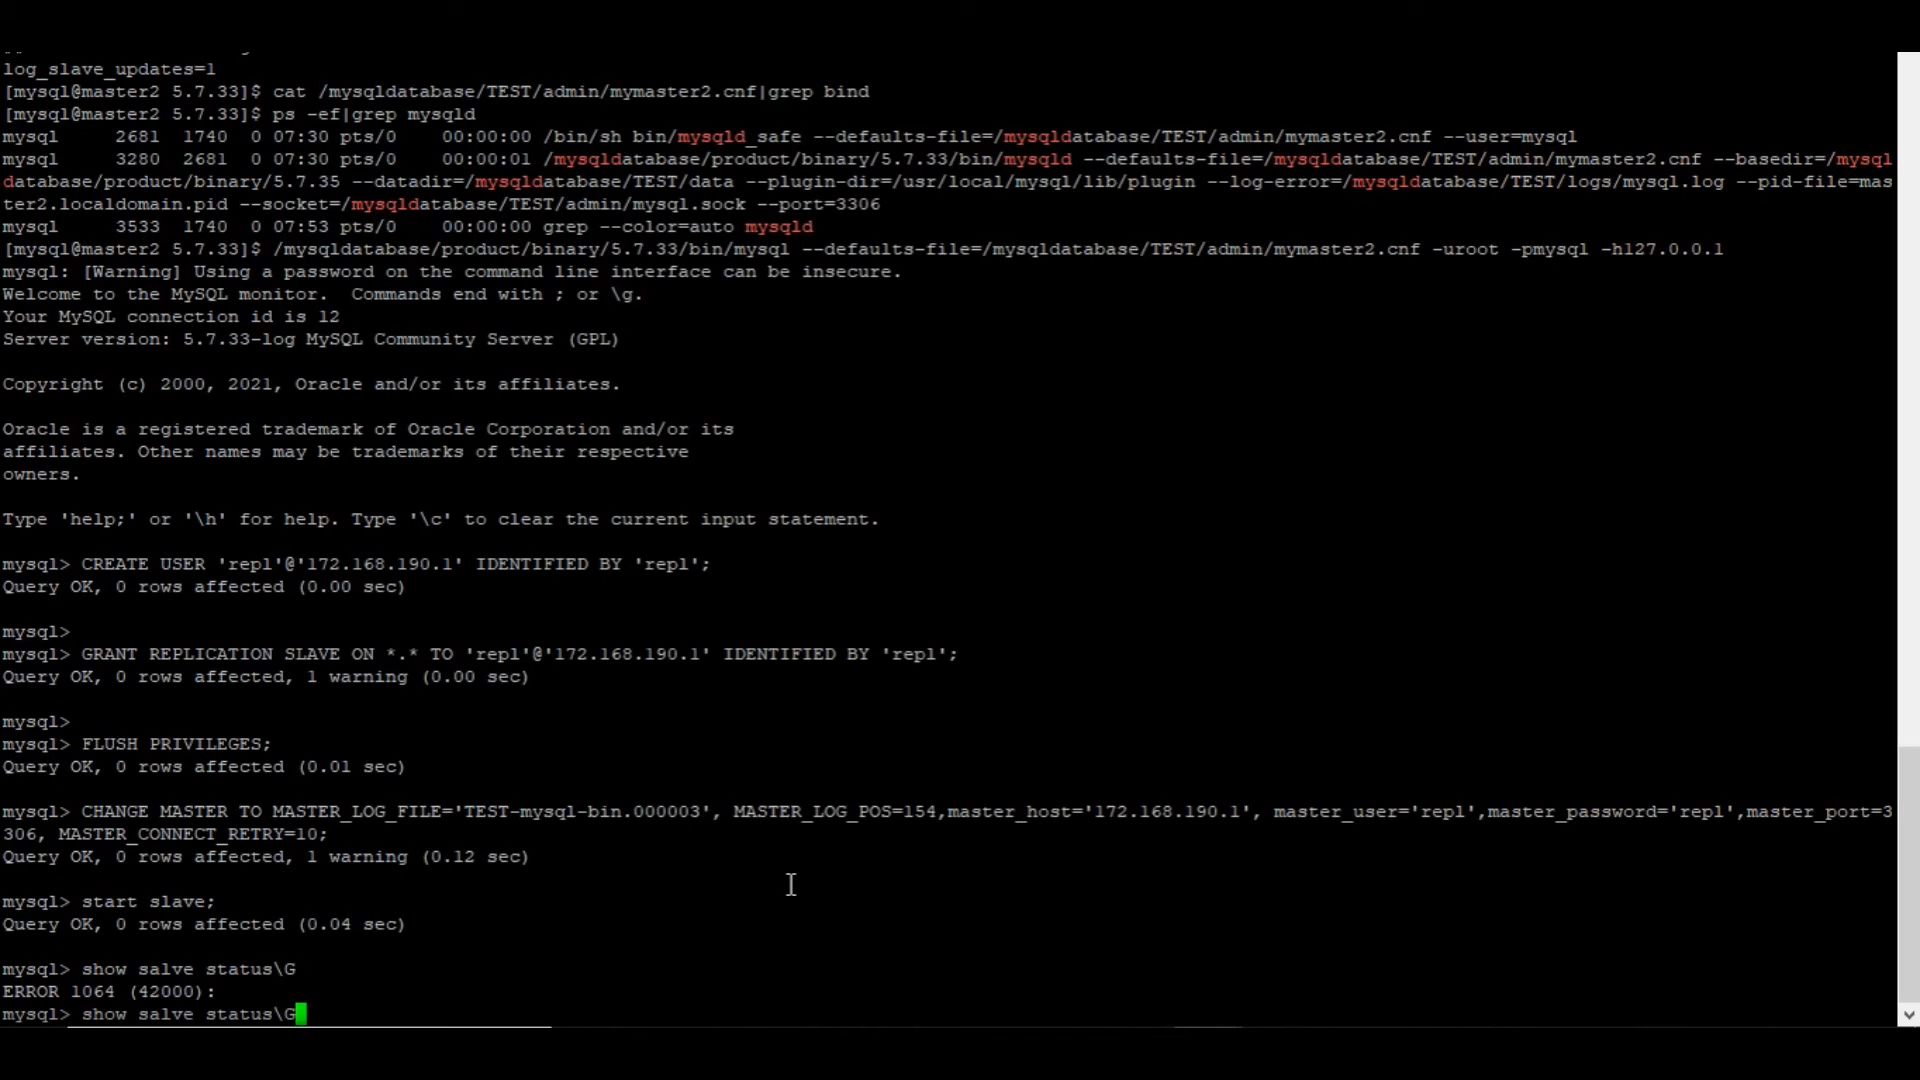 log_slave_updates=1
[mysql@master2 5.7.33]$ cat /mysqldatabase/TEST/admin/mymaster2.cnf|grep bind
[mysql@master2 5.7.33]$ ps -ef|grep mysqld
mysql     2681  1740  0 07:30 pts/0    00:00:00 /bin/sh bin/mysqld_safe --defaults-file=/mysqldatabase/TEST/admin/mymaster2.cnf --user=mysql
mysql     3280  2681  0 07:30 pts/0    00:00:01 /mysqldatabase/product/binary/5.7.33/bin/mysqld --defaults-file=/mysqldatabase/TEST/admin/mymaster2.cnf --basedir=/mysql
database/product/binary/5.7.35 --datadir=/mysqldatabase/TEST/data --plugin-dir=/usr/local/mysql/lib/plugin --log-error=/mysqldatabase/TEST/logs/mysql.log --pid-file=mas
ter2.localdomain.pid --socket=/mysqldatabase/TEST/admin/mysql.sock --port=3306
mysql     3533  1740  0 07:53 pts/0    00:00:00 grep --color=auto mysqld
[mysql@master2 5.7.33]$ /mysqldatabase/product/binary/5.7.33/bin/mysql --defaults-file=/mysqldatabase/TEST/admin/mymaster2.cnf -uroot -pmysql -h127.0.0.1
mysql: [Warning] Using a password on the command line interface can be insecure.
Welcome to the MySQL monitor.  Commands end with ; or \g.
Your MySQL connection id is 12
Server version: 5.7.33-log MySQL Community Server (GPL)
Copyright (c) 2000, 2021, Oracle and/or its affiliates.
Oracle is a registered trademark of Oracle Corporation and/or its
affiliates. Other names may be trademarks of their respective
owners.
Type 'help;' or '\h' for help. Type '\c' to clear the current input statement.
mysql> CREATE USER 'repl'@'172.168.190.1' IDENTIFIED BY 'repl';
Query OK, 0 rows affected (0.00 sec)
mysql>
mysql> GRANT REPLICATION SLAVE ON *.* TO 'repl'@'172.168.190.1' IDENTIFIED BY 'repl';
Query OK, 0 rows affected, 1 warning (0.00 sec)
mysql>
mysql> FLUSH PRIVILEGES;
Query OK, 0 rows affected (0.01 sec)
mysql> CHANGE MASTER TO MASTER_LOG_FILE='TEST-mysql-bin.000003', MASTER_LOG_POS=154,master_host='172.168.190.1', master_user='repl',master_password='repl',master_port=3
306, MASTER_CONNECT_RETRY=10;
Query OK, 0 rows affected, 1 warning (0.12 sec)
mysql> start slave;
Query OK, 0 rows affected (0.04 sec)
mysql> show salve status\G
ERROR 1064 (42000):
mysql> show salve status\G